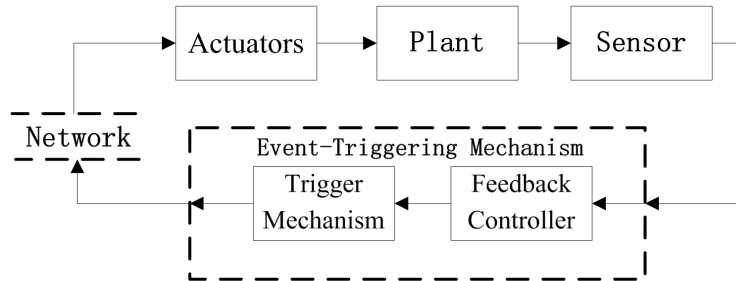 Actuators
Plant
Sensor
Network
Event-Triggering Mechanism
Trigger
Mechanism
Feedback
Controller